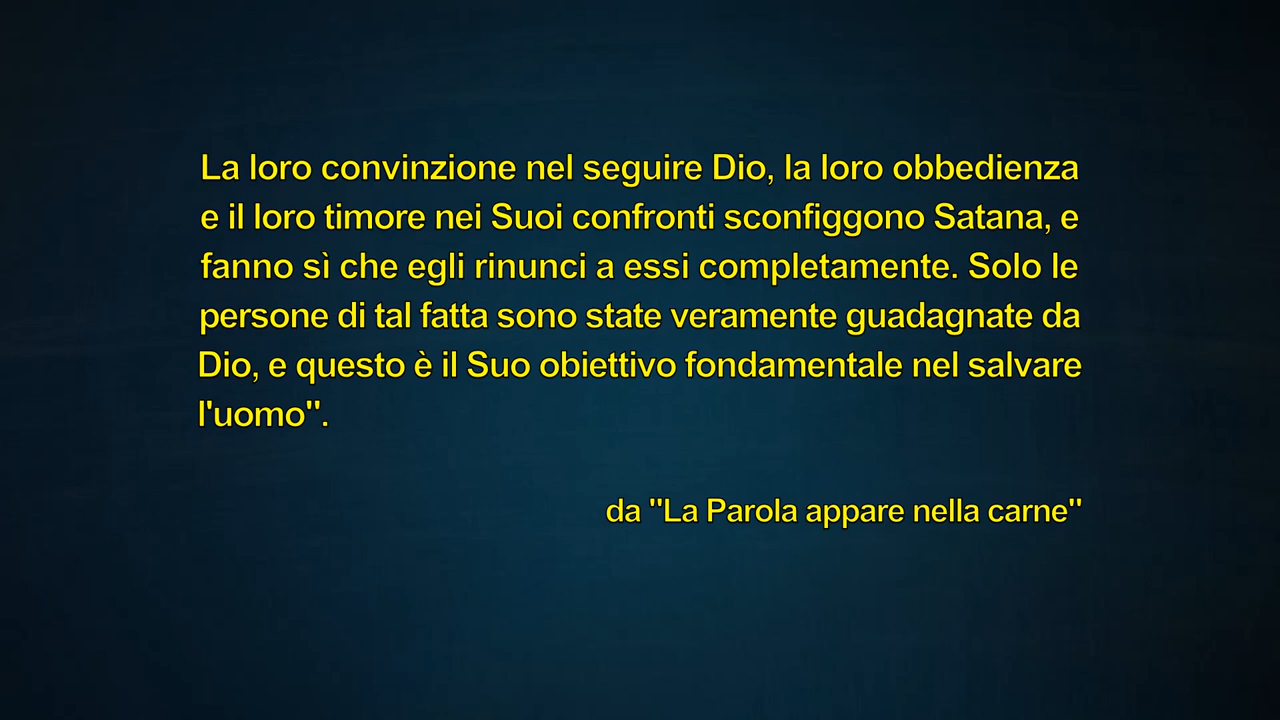 La loro convinzione nel seguire Dio, la loro obbedienza
e il loro timore nei Suoi confronti sconfiggono Satana, e
fanno sì che egli rinunci a essi completamente. Solo le
persone di tal fatta sono state veramente guadagnate da
Dio, e questo è il Suo obiettivo fondamentale nel salvare
l'uomo".
da "La Parola appare nella carne"